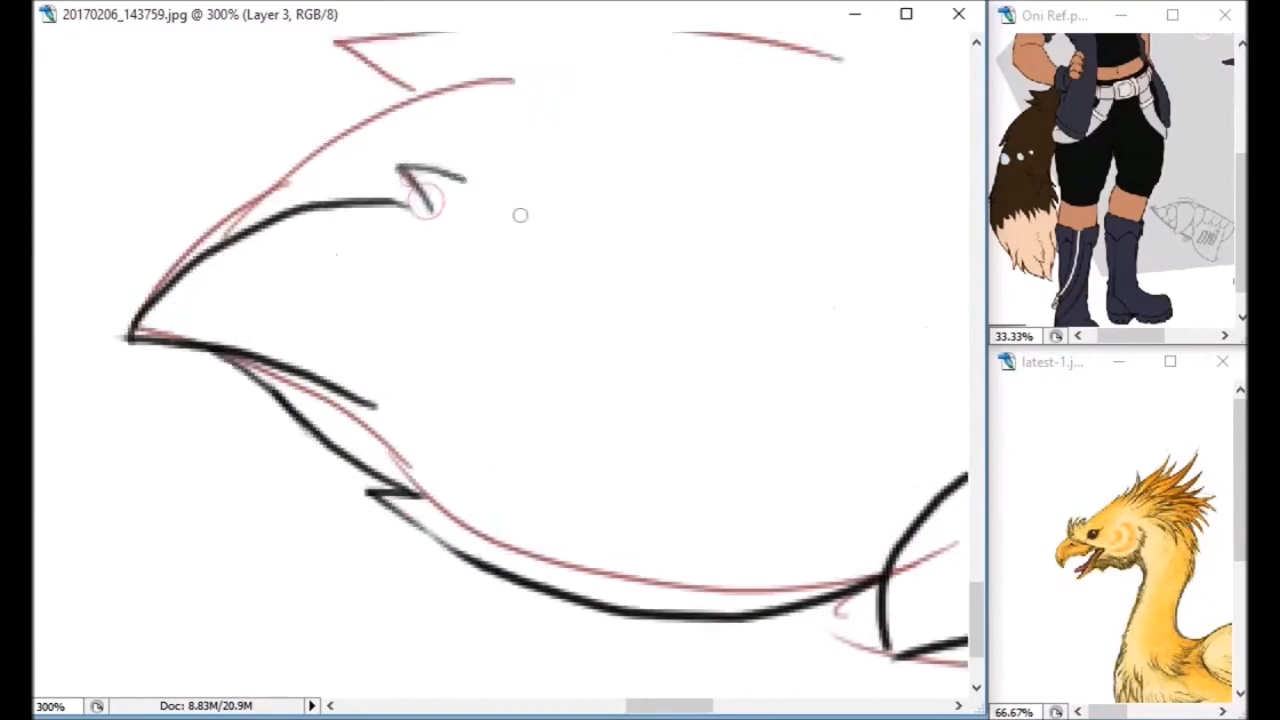 20170206_143759.jpg @ 300% (Layer 3, RGB/8)
Oni Ref.p...
ONI
33.33%
latest-1.j...
300%
Doc: 8.83M/20.9M
66.67%